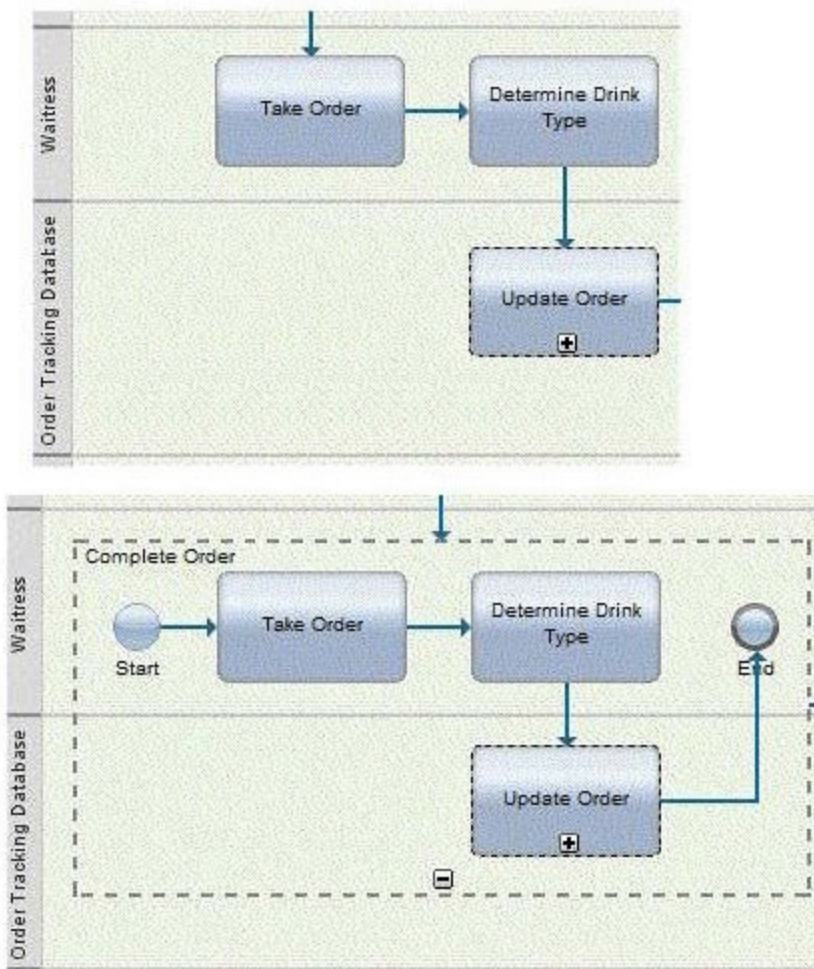 Waitress
Take Order
Determine Drink
Type
Order Tracking Database
Update Order
Complete Order
Waitress
Start
Take Order
Determine Drink
Type
End
Order Tracking Database
Update Order